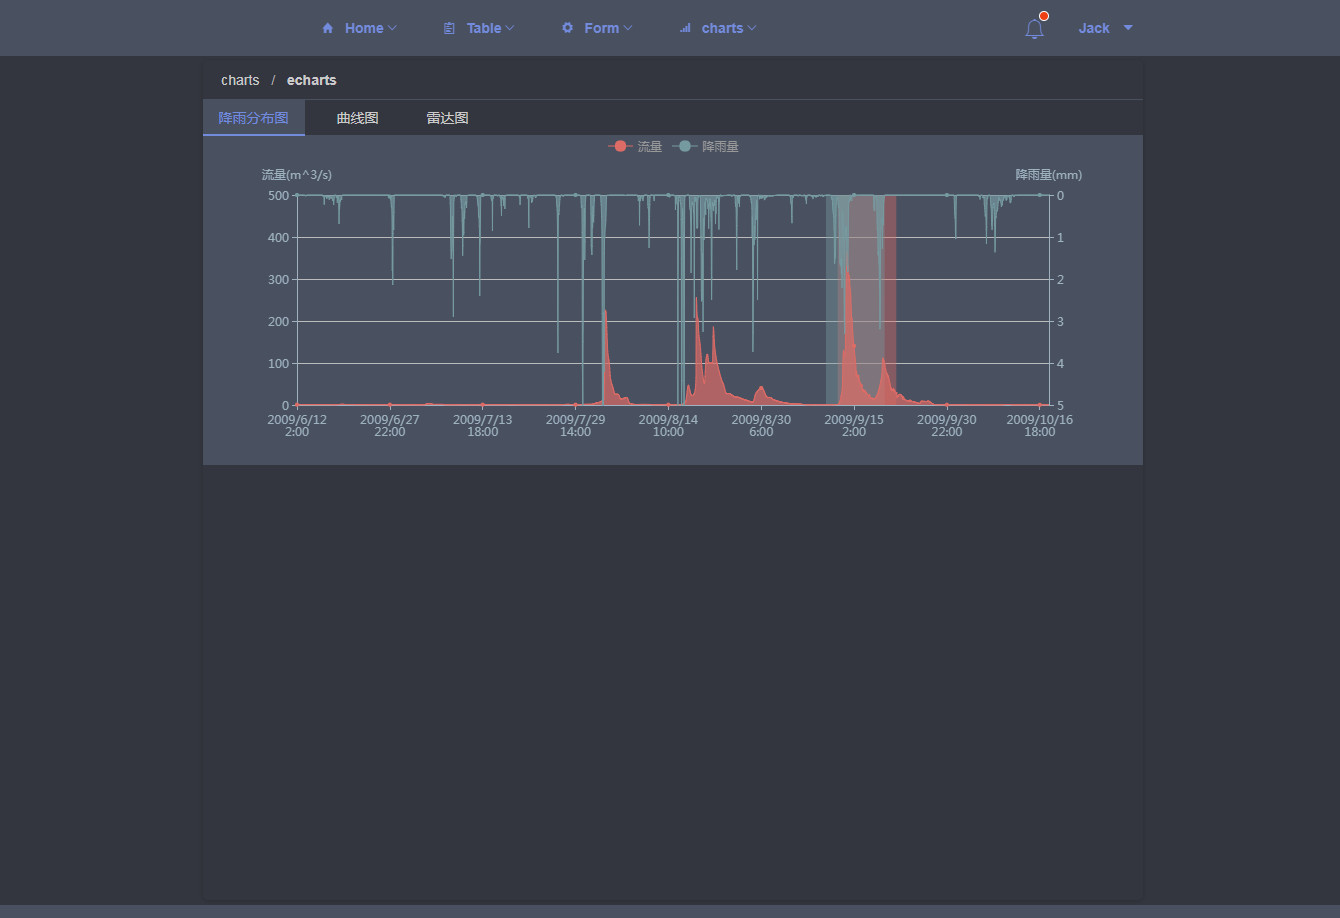 Home Table Form charts Jack
charts / echarts
降雨分布图 曲线图 雷达图
流量 降雨量
流量(m^3/s) 降雨量(mm)
500 0
400 1
300 2
200 3
100 4
0 5
2009/6/12 2009/6/27 2009/7/13 2009/7/29 2009/8/14 2009/8/30 2009/9/15 2009/9/30 2009/10/16
2:00 22:00 18:00 14:00 10:00 6:00 2:00 22:00 18:00